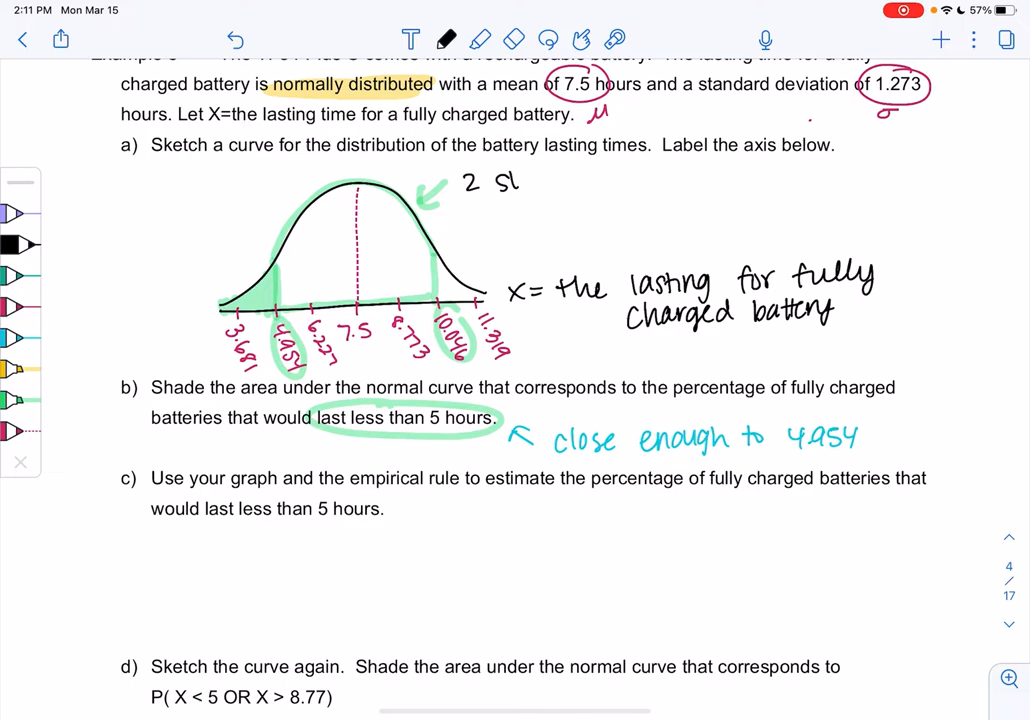 2:11 PM Mon Mar 15
57%
charged battery is normally distributed with a mean of 7.5 hours and a standard deviation of 1.273
hours. Let X=the lasting time for a fully charged battery. μ σ
a) Sketch a curve for the distribution of the battery lasting times. Label the axis below.
2 st
x= the lasting for fully
charged battery
3.681 4.954 6.227 7.5 8.773 10.046 11.319
b) Shade the area under the normal curve that corresponds to the percentage of fully charged
batteries that would last less than 5 hours.
close enough to 4.954
c) Use your graph and the empirical rule to estimate the percentage of fully charged batteries that
would last less than 5 hours.
4
/
17
d) Sketch the curve again. Shade the area under the normal curve that corresponds to
P( X < 5 OR X > 8.77)